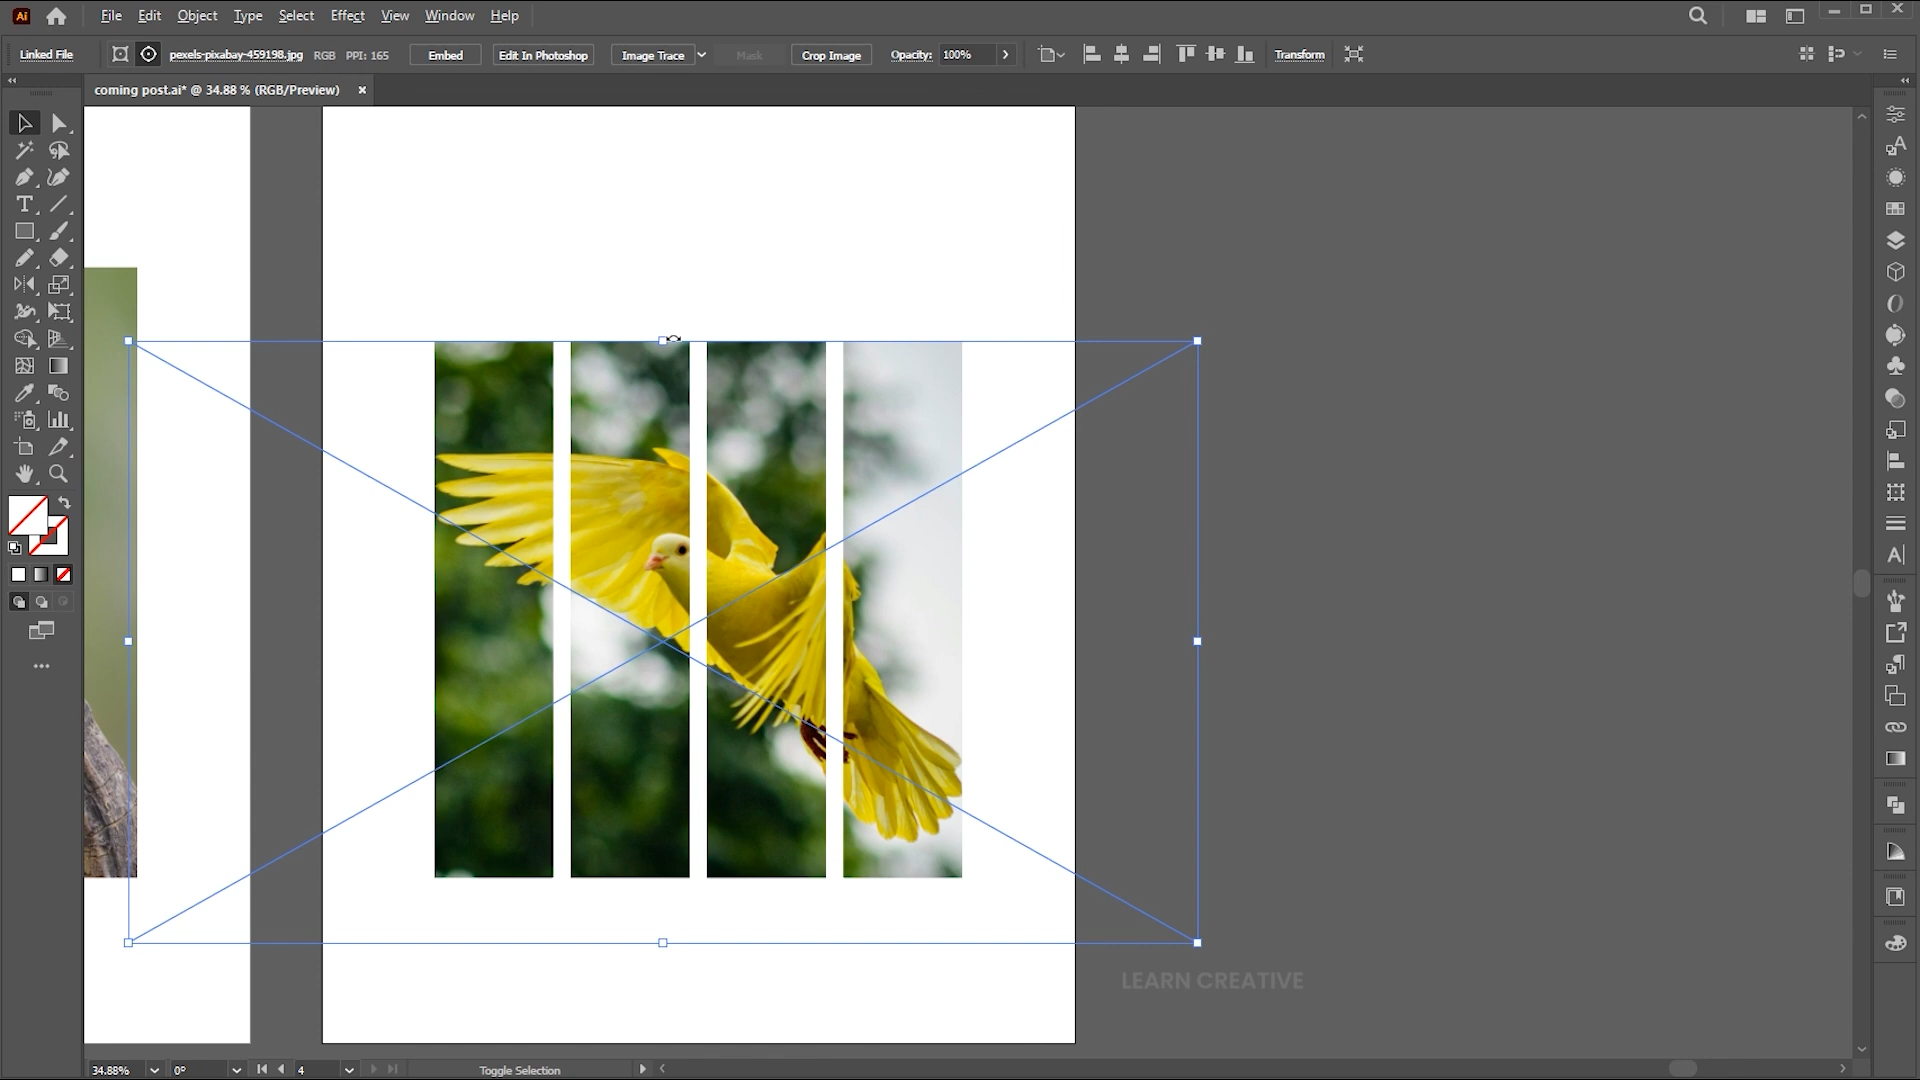 Ai File Edit Object Type Select Effect View Window Help
Linked File pexels-pixabay-459198.jpg RGB PPI: 165 Embed Edit In Photoshop Image Trace Mask Crop Image Opacity: 100% Transform
coming post.ai* @ 34.88 % (RGB/Preview)
LEARN CREATIVE
34.88% 0° 4 Toggle Selection